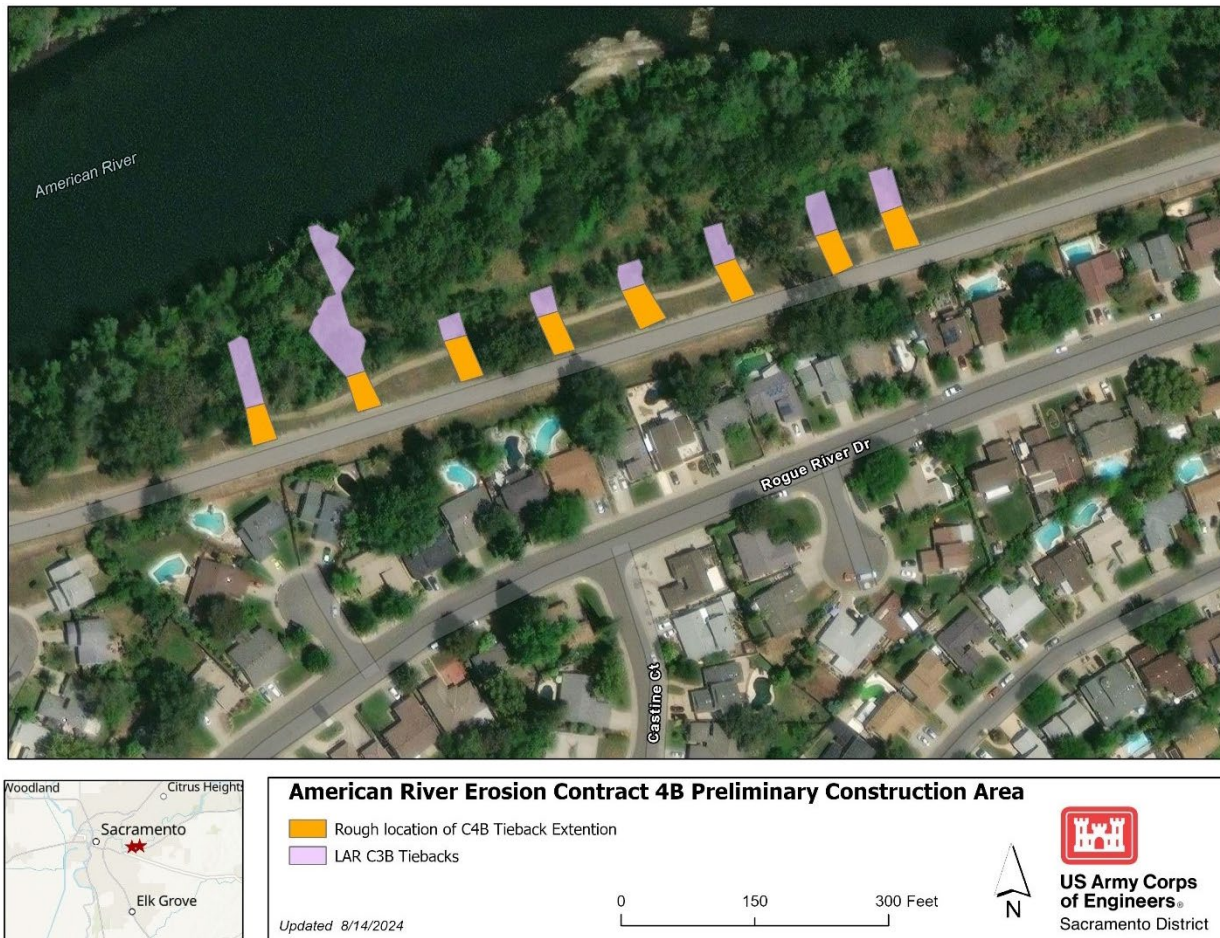 American River
Rogue River Dr
Castine Ct
Woodland
Citrus Heights
Sacramento
Elk Grove
American River Erosion Contract 4B Preliminary Construction Area
Rough location of C4B Tieback Extention
LAR C3B Tiebacks
Updated 8/14/2024
0 150 300 Feet
N
US Army Corps
of Engineers®
Sacramento District